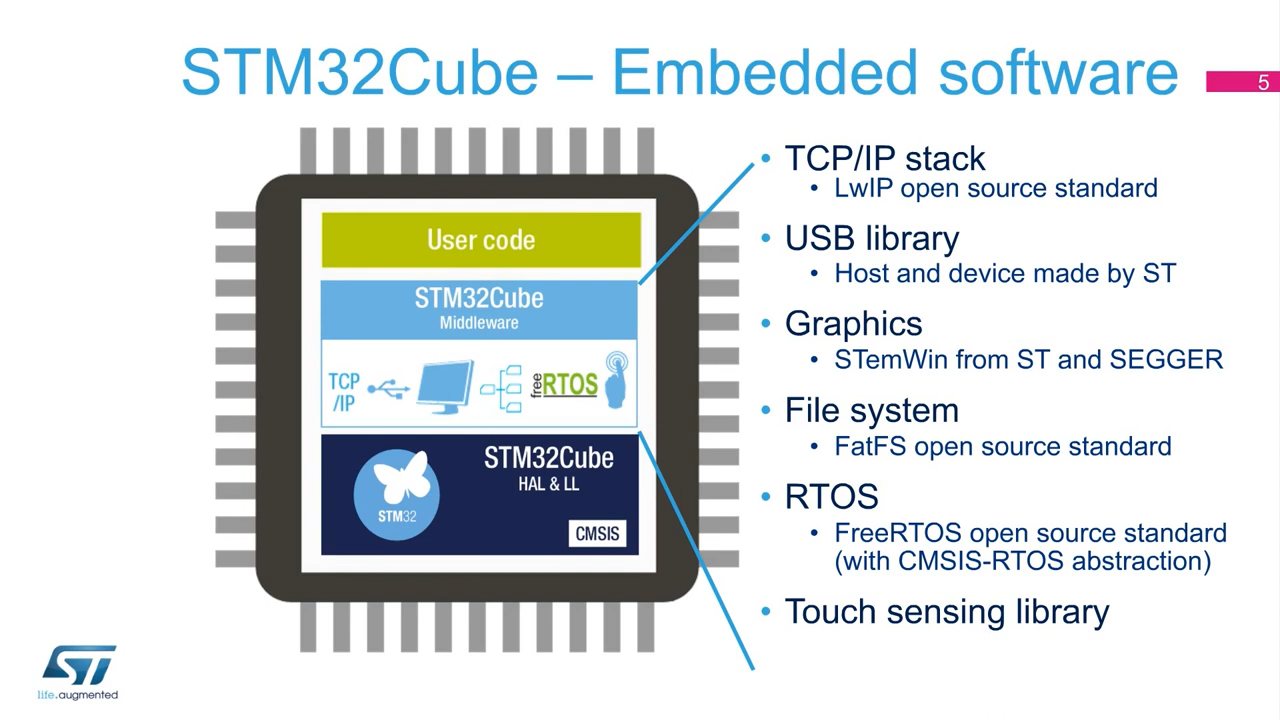 STM32Cube – Embedded software
5
User code
STM32Cube
Middleware
TCP
/IP
free
RTOS
STM32Cube
HAL & LL
STM32
CMSIS
• TCP/IP stack
• LwIP open source standard
• USB library
• Host and device made by ST
• Graphics
• STemWin from ST and SEGGER
• File system
• FatFS open source standard
• RTOS
• FreeRTOS open source standard
(with CMSIS-RTOS abstraction)
• Touch sensing library
ST
life.augmented